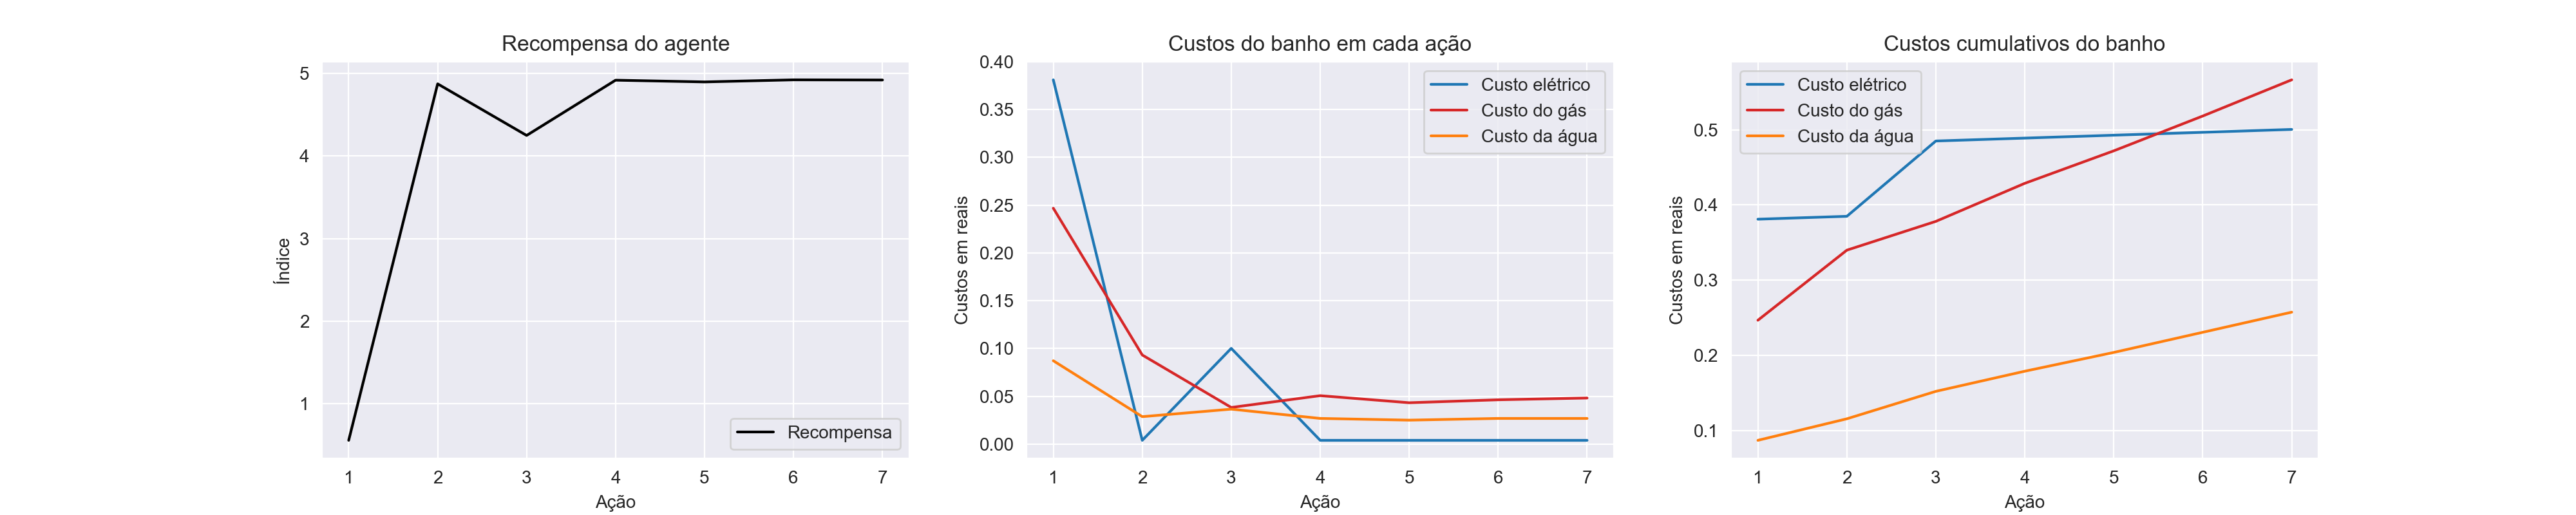 Recompensa do agente
Índice
5
4
3
2
1
Recompensa
1 2 3 4 5 6 7
Ação
Custos do banho em cada ação
Custos em reais
0.40
0.35
0.30
0.25
0.20
0.15
0.10
0.05
0.00
Custo elétrico
Custo do gás
Custo da água
1 2 3 4 5 6 7
Ação
Custos cumulativos do banho
Custos em reais
0.5
0.4
0.3
0.2
0.1
Custo elétrico
Custo do gás
Custo da água
1 2 3 4 5 6 7
Ação